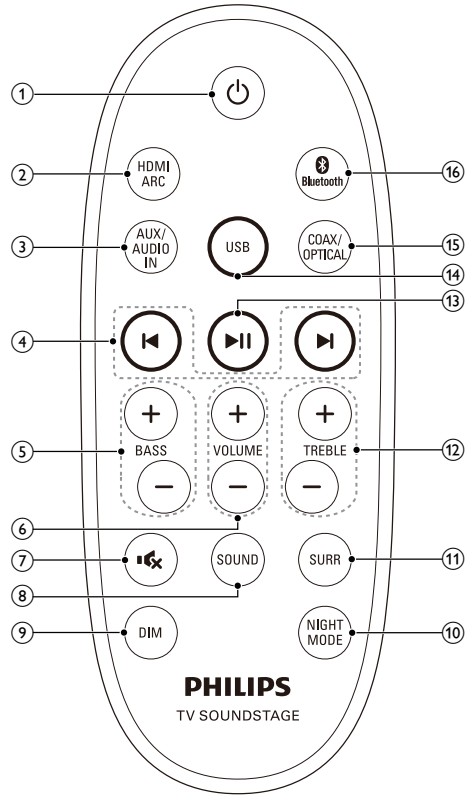 ①
②
HDMI
ARC
Bluetooth
⑯
③
AUX/
AUDIO
IN
USB
COAX/
OPTICAL
⑮
⑭
⑬
④
⑤
+
BASS
−
+
VOLUME
−
+
TREBLE
−
⑫
⑥
⑦
SOUND
SURR
⑪
⑧
⑨
DIM
NIGHT
MODE
⑩
PHILIPS
TV SOUNDSTAGE